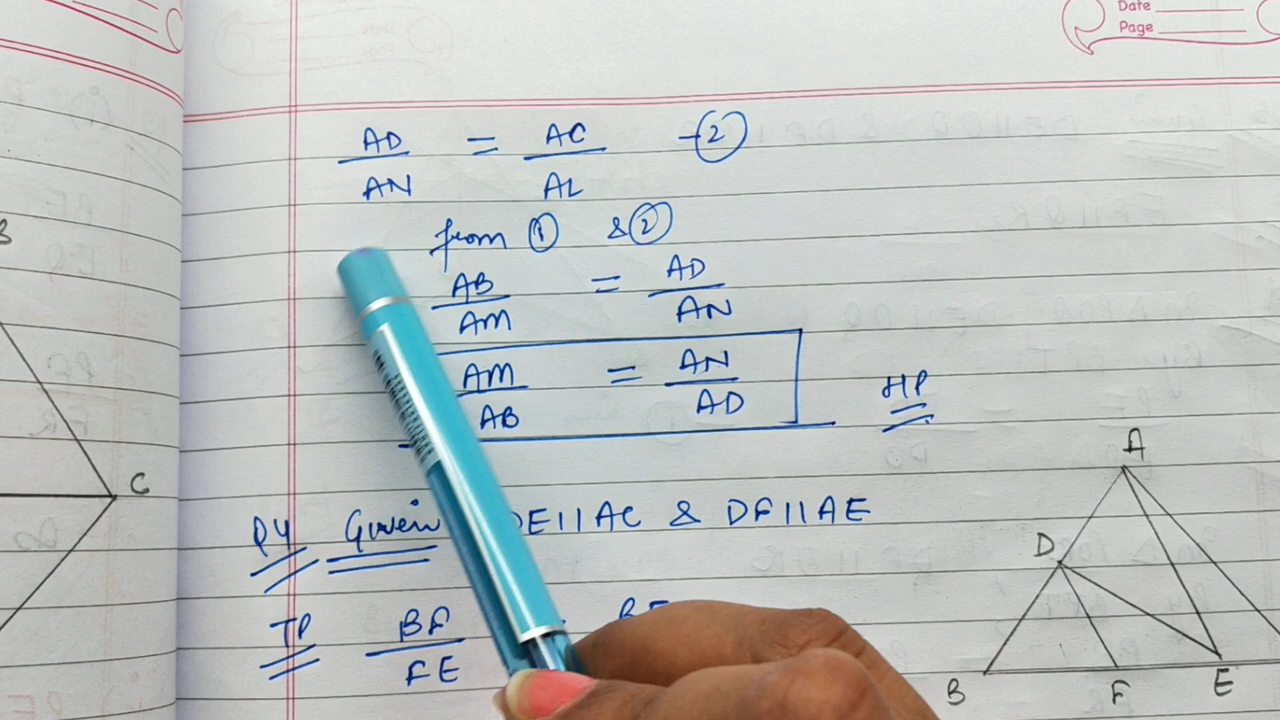 Date
Page
AD = AC -②
AN AL
from ① & ②
AB = AD
AM AN
AM = AN
AB AD
HP
C
A
Q4 Given DE||AC & DF||AE
D
TP BF
FE
B F E